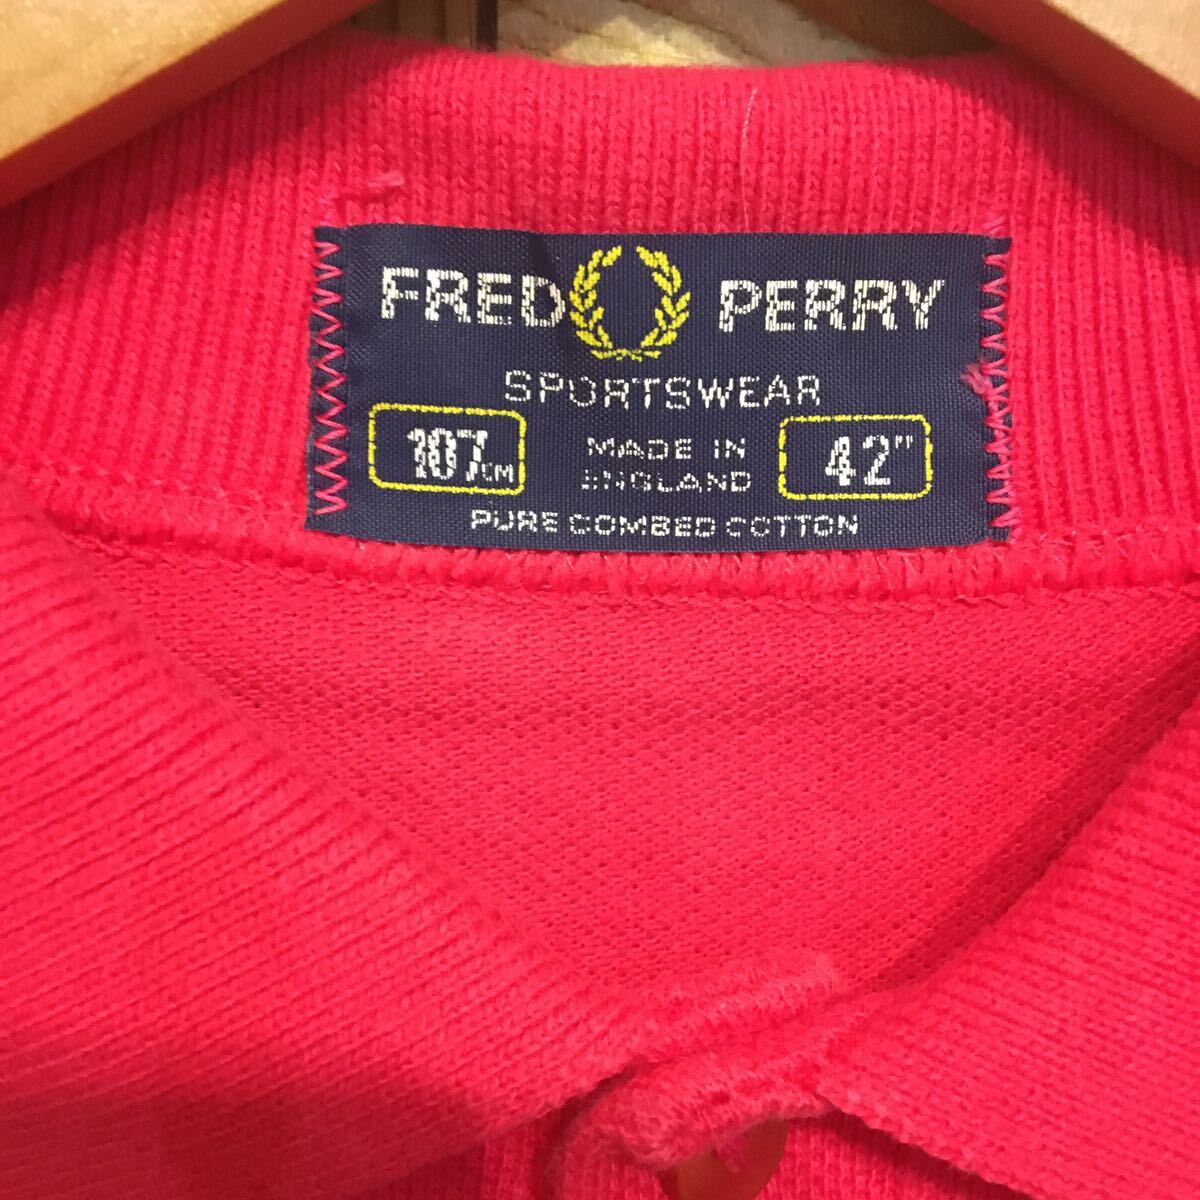 FRED PERRY
SPORTSWEAR
107CM MADE IN ENGLAND 42"
PURE COMBED COTTON